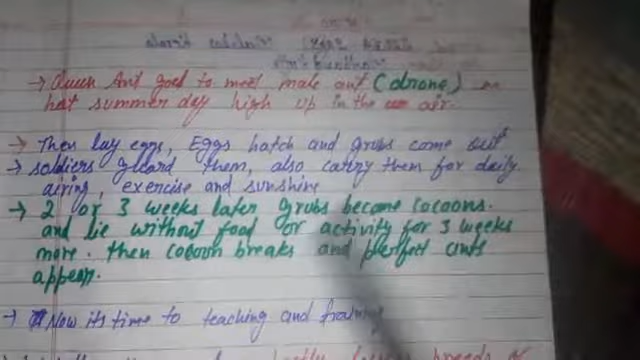 → Queen Ant goes to meet male ant (drone) on
hot summer day high up in the air.
→ Then lay eggs, Eggs hatch and grubs come out
→ soldiers guard them, also carry them for daily
airing, exercise and sunshine
→ 2 or 3 weeks later Grubs become cocoons.
and lie without food or activity for 3 weeks
more. then cocoon breaks and perfect ants
appear.
→ Now its time to teaching and training